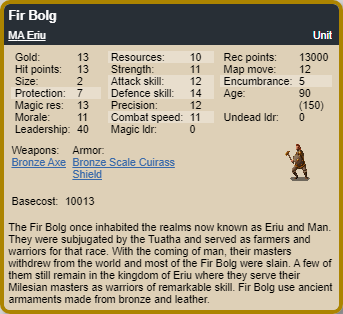 Fir Bolg
MA Eriu Unit
Gold: 13 Resources: 10 Rec points: 13000
Hit points: 13 Strength: 11 Map move: 12
Size: 2 Attack skill: 12 Encumbrance: 5
Protection: 7 Defence skill: 14 Age: 90
Magic res: 13 Precision: 12 (150)
Morale: 11 Combat speed: 11 Undead ldr: 0
Leadership: 40 Magic ldr: 0
Weapons: Armor:
Bronze Axe Bronze Scale Cuirass
Shield
Basecost: 10013
The Fir Bolg once inhabited the realms now known as Eriu and Man.
They were subjugated by the Tuatha and served as farmers and
warriors for that race. With the coming of man, their masters
withdrew from the world and most of the Fir Bolg were slain. A few of
them still remain in the kingdom of Eriu where they serve their
Milesian masters as warriors of remarkable skill. Fir Bolg use ancient
armaments made from bronze and leather.